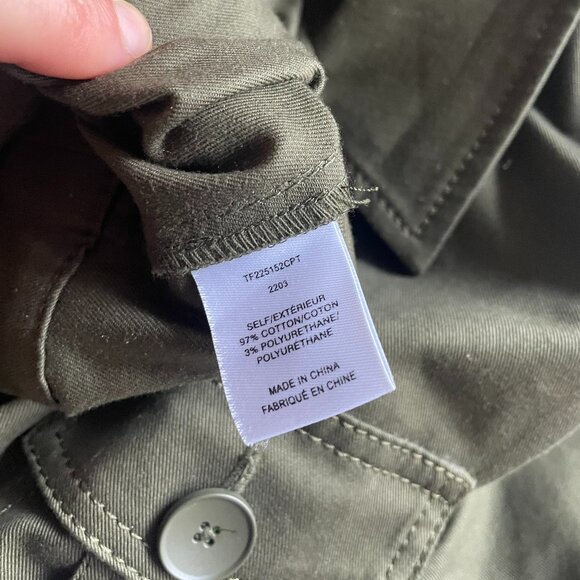 TF225152CPT
2203
SELF/EXTÉRIEUR
97% COTTON/COTON
3% POLYURETHANE/
POLYURÉTHANE
MADE IN CHINA
FABRIQUÉ EN CHINE